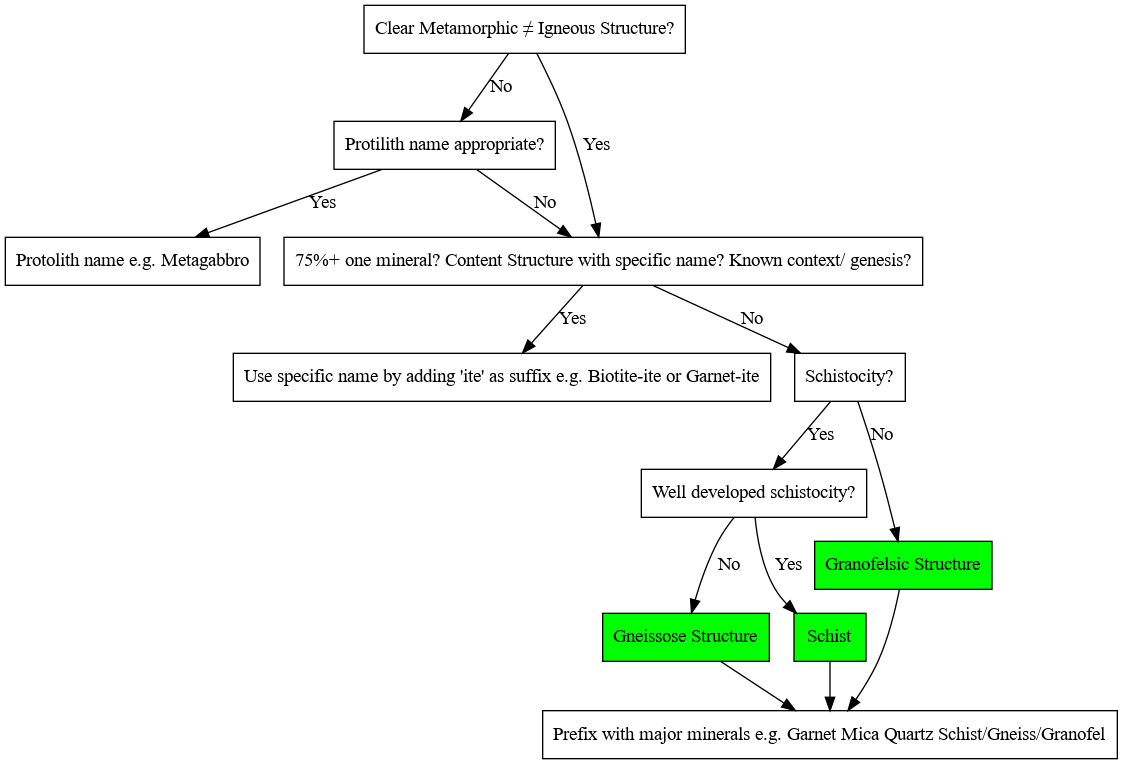 Clear Metamorphic ≠ Igneous Structure?
No
Yes
Protilith name appropriate?
Yes
No
Protolith name e.g. Metagabbro
75%+ one mineral? Content Structure with specific name? Known context/ genesis?
Yes
No
Use specific name by adding 'ite' as suffix e.g. Biotite-ite or Garnet-ite
Schistocity?
Yes
No
Well developed schistocity?
No
Yes
Granofelsic Structure
Gneissose Structure
Schist
Prefix with major minerals e.g. Garnet Mica Quartz Schist/Gneiss/Granofel